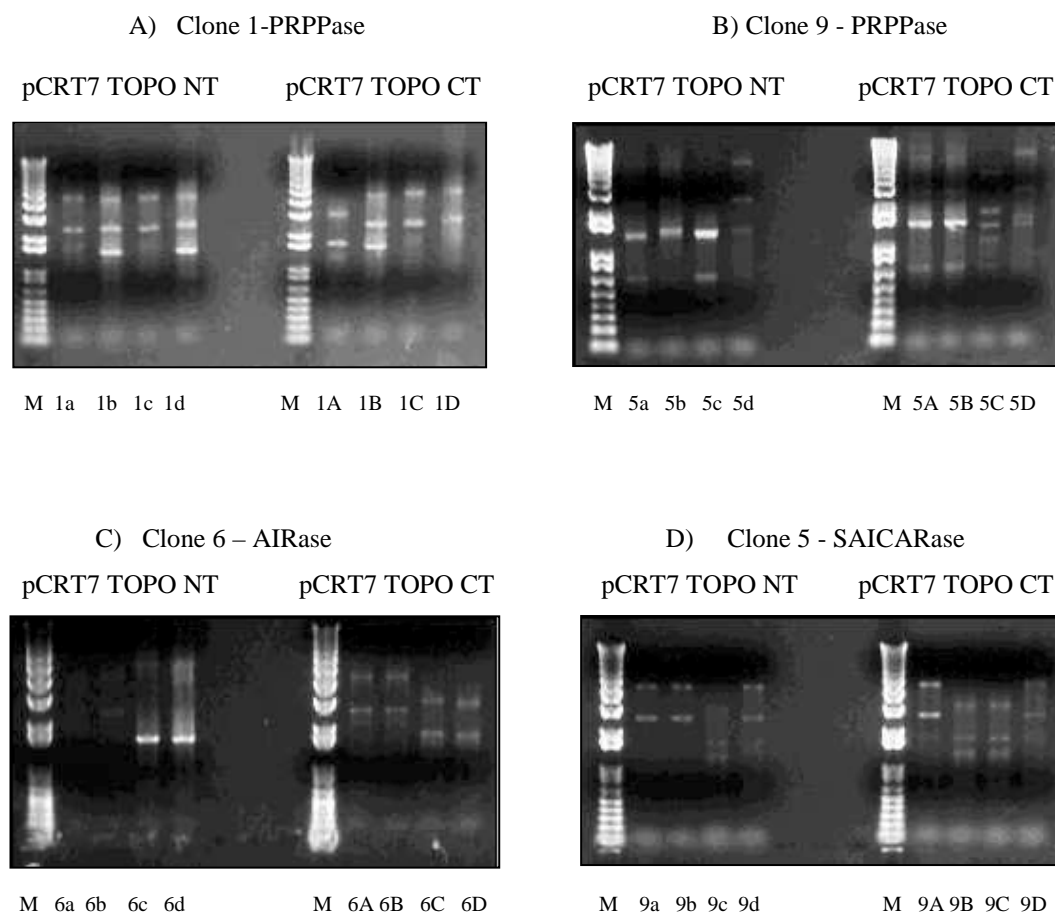 A) Clone 1-PRPPase
pCRT7 TOPO NT pCRT7 TOPO CT
M 1a 1b 1c 1d M 1A 1B 1C 1D
B) Clone 9 - PRPPase
pCRT7 TOPO NT pCRT7 TOPO CT
M 5a 5b 5c 5d M 5A 5B 5C 5D
C) Clone 6 – AIRase
pCRT7 TOPO NT pCRT7 TOPO CT
M 6a 6b 6c 6d M 6A 6B 6C 6D
D) Clone 5 - SAICARase
pCRT7 TOPO NT pCRT7 TOPO CT
M 9a 9b 9c 9d M 9A 9B 9C 9D